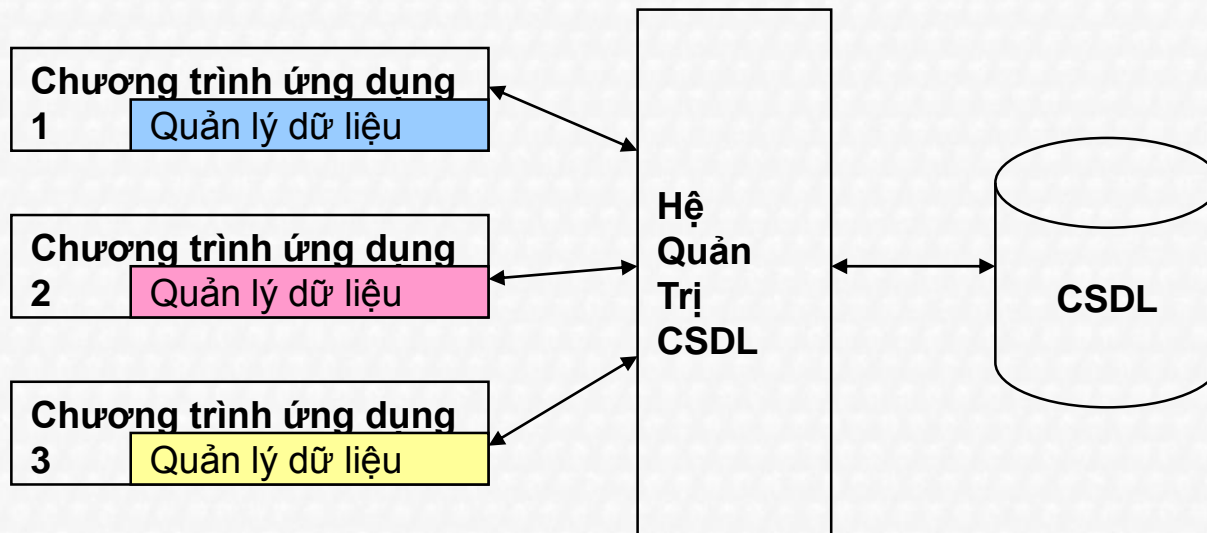 Chương trình ứng dụng
1 Quản lý dữ liệu
Chương trình ứng dụng
2 Quản lý dữ liệu
Chương trình ứng dụng
3 Quản lý dữ liệu
Hệ
Quản
Trị
CSDL
CSDL